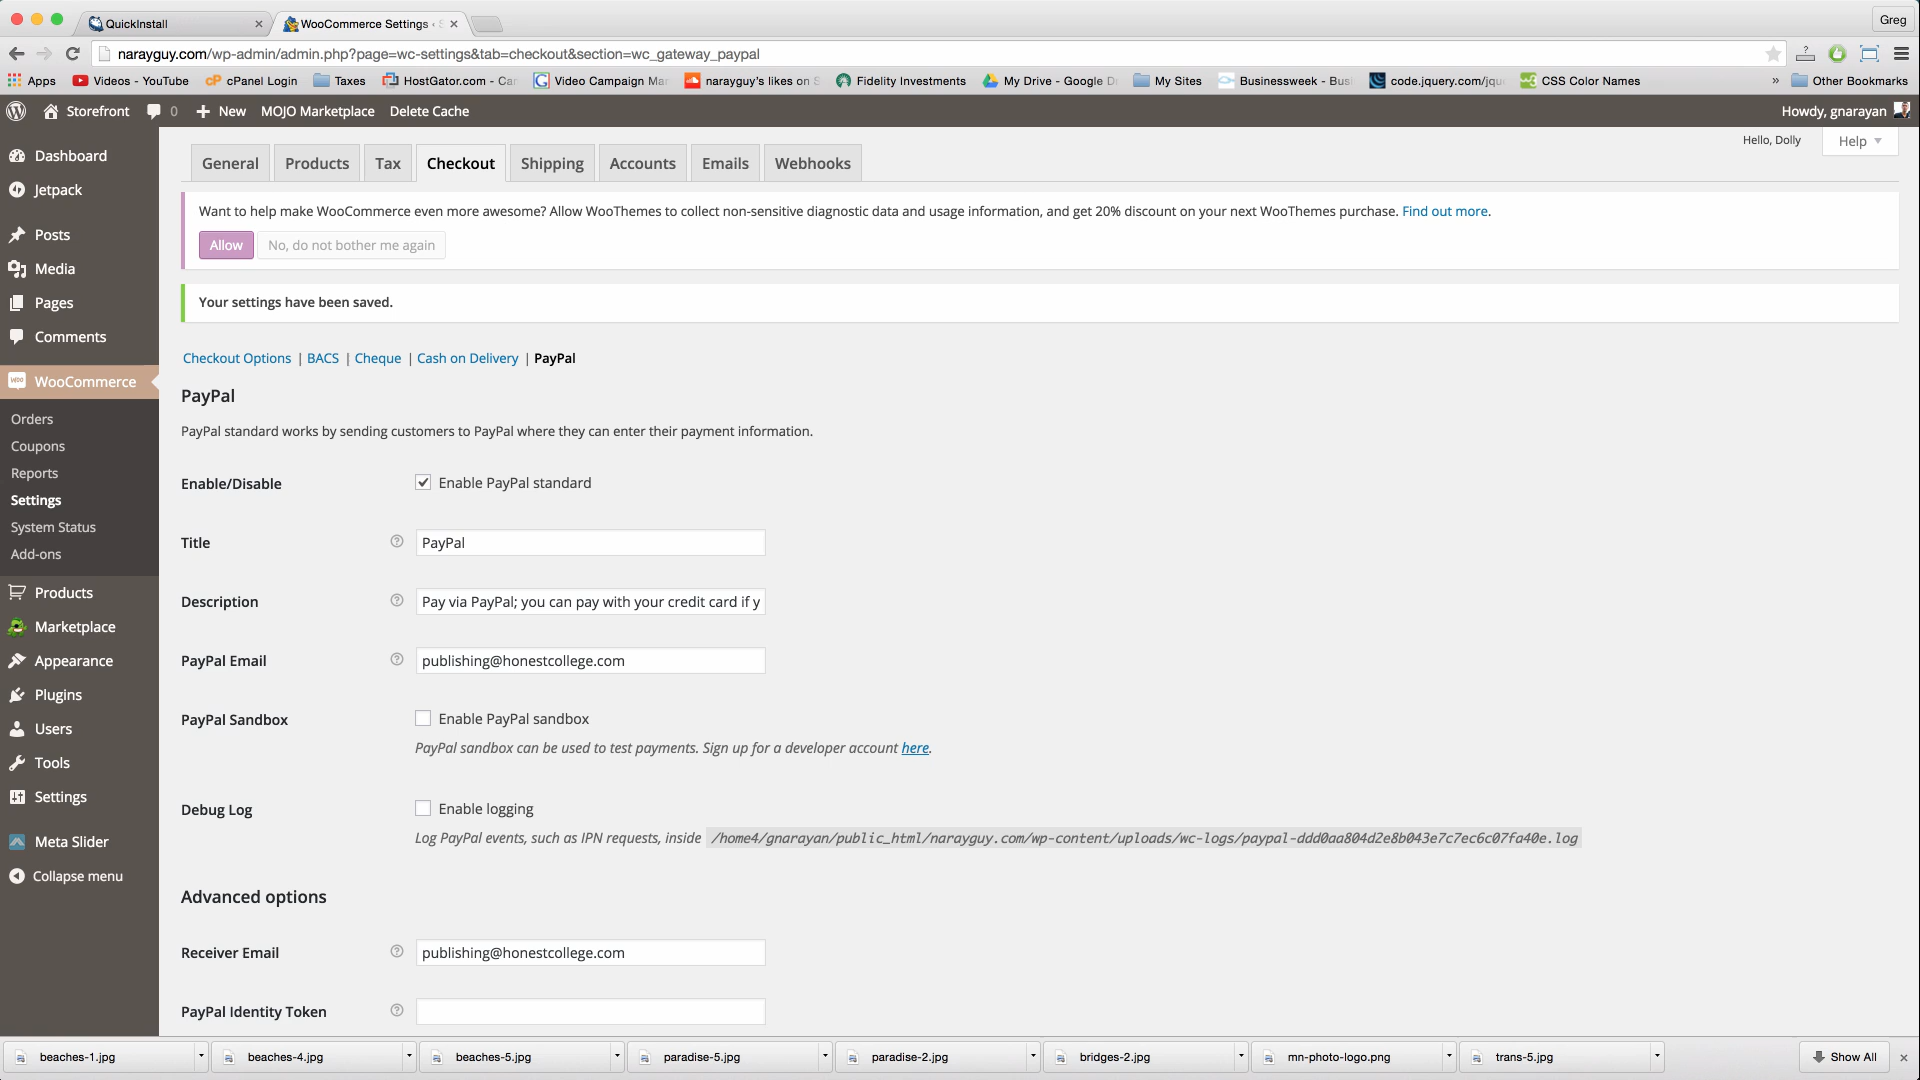 QuickInstall
WooCommerce Settings
Greg
narayguy.com/wp-admin/admin.php?page=wc-settings&tab=checkout&section=wc_gateway_paypal
Apps Videos - YouTube cPanel Login Taxes HostGator.com - Videos Video Campaign narayguy's likes on Fidelity Investments My Drive - Google My Sites Businessweek - code.jquery.com CSS Color Names » Other Bookmarks
Storefront 0 New MOJO Marketplace Delete Cache Howdy, gnarayan
Hello, Dolly
Help
General Products Tax Checkout Shipping Accounts Emails Webhooks
Want to help make WooCommerce even more awesome? Allow WooThemes to collect non-sensitive diagnostic data and usage information, and get 20% discount on your next WooThemes purchase. Find out more.
Allow No, do not bother me again
Your settings have been saved.
Checkout Options | BACS | Cheque | Cash on Delivery | PayPal
PayPal
PayPal standard works by sending customers to PayPal where they can enter their payment information.
Enable/Disable Enable PayPal standard
Title PayPal
Description Pay via PayPal; you can pay with your credit card if y
PayPal Email publishing@honestcollege.com
PayPal Sandbox Enable PayPal sandbox
PayPal sandbox can be used to test payments. Sign up for a developer account here.
Debug Log Enable logging
Log PayPal events, such as IPN requests, inside /home4/gnarayan/public_html/narayguy.com/wp-content/uploads/wc-logs/paypal-ddd0aa804d2e8b043e7c7ec6c07fa40e.log
Advanced options
Receiver Email publishing@honestcollege.com
PayPal Identity Token
Dashboard
Jetpack
Posts
Media
Pages
Comments
WooCommerce
Orders
Coupons
Reports
Settings
System Status
Add-ons
Products
Marketplace
Appearance
Plugins
Users
Tools
Settings
Meta Slider
Collapse menu
beaches-1.jpg beaches-4.jpg beaches-5.jpg paradise-5.jpg paradise-2.jpg bridges-2.jpg mn-photo-logo.png trans-5.jpg Show All